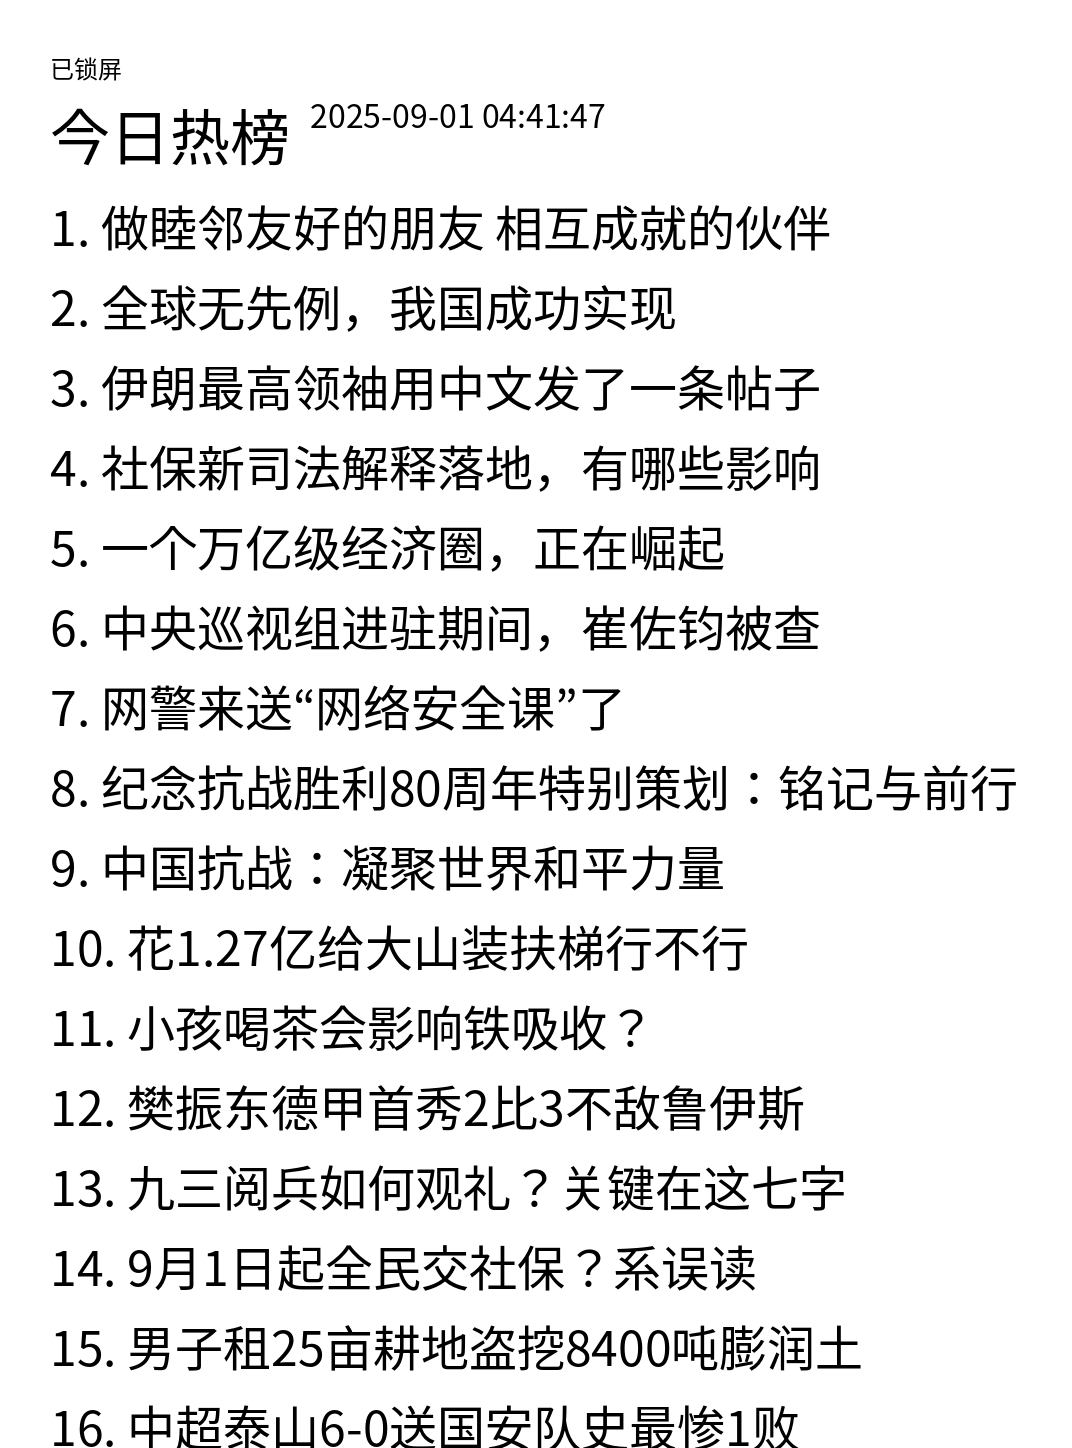 已锁屏
今日热榜 2025-09-01 04:41:47
1. 做睦邻友好的朋友 相互成就的伙伴
2. 全球无先例，我国成功实现
3. 伊朗最高领袖用中文发了一条帖子
4. 社保新司法解释落地，有哪些影响
5. 一个万亿级经济圈，正在崛起
6. 中央巡视组进驻期间，崔佐钧被查
7. 网警来送“网络安全课”了
8. 纪念抗战胜利80周年特别策划：铭记与前行
9. 中国抗战：凝聚世界和平力量
10. 花1.27亿给大山装扶梯行不行
11. 小孩喝茶会影响铁吸收？
12. 樊振东德甲首秀2比3不敌鲁伊斯
13. 九三阅兵如何观礼？关键在这七字
14. 9月1日起全民交社保？系误读
15. 男子租25亩耕地盗挖8400吨膨润土
16. 中超泰山6-0送国安队史最惨1败